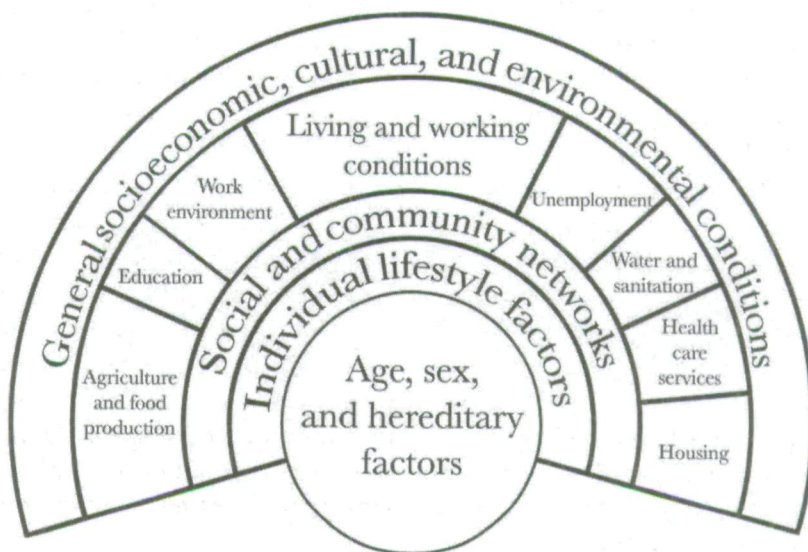 General socioeconomic, cultural, and environmental conditions
Living and working
conditions
Work
environment
Unemployment
Education
Water and
sanitation
Agriculture
and food
production
Health
care
services
Housing
Social and community networks
Individual lifestyle factors
Age, sex,
and hereditary
factors